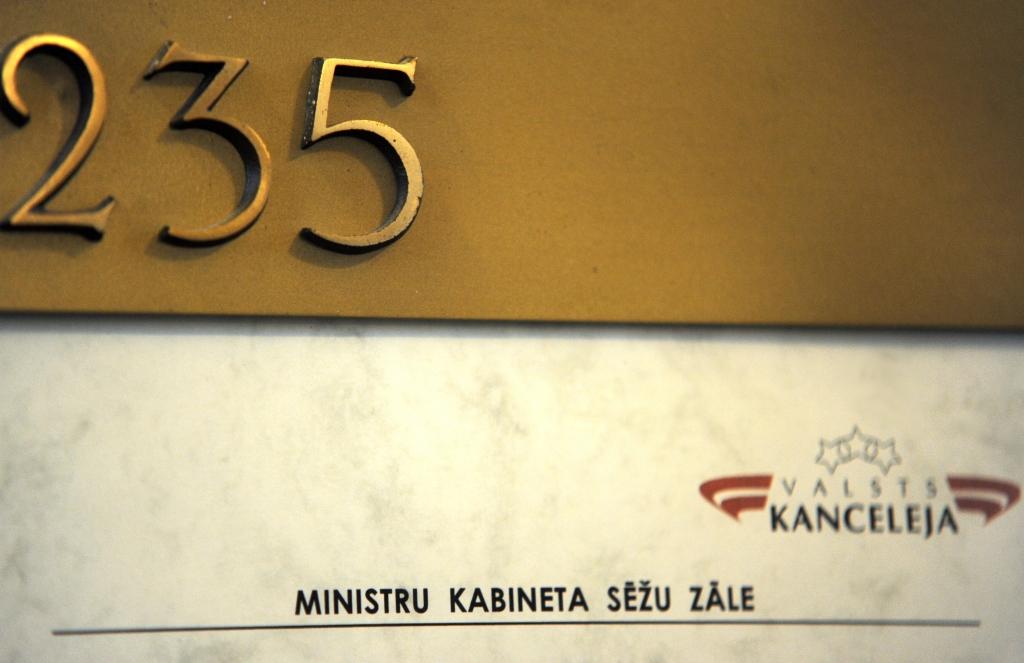 235
VALSTS
KANCELEJA
MINISTRU KABINETA SĒŽU ZĀLE